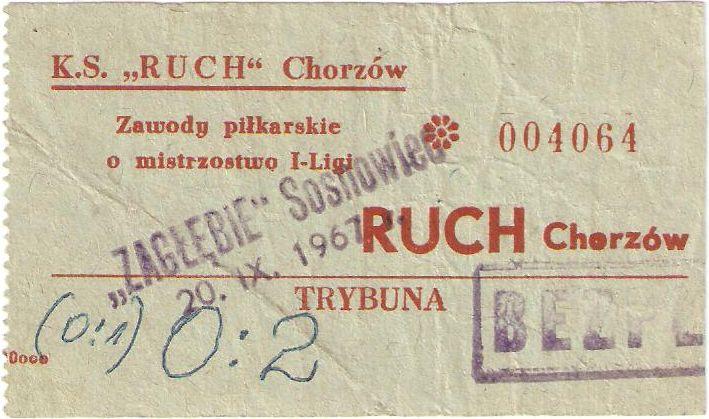 K.S. „RUCH“ Chorzów
Zawody piłkarskie
o mistrzostwo I-Ligi
004064
„ZAGŁĘBIE“ Sosnowiec
20. IX. 1967 r.
RUCH Chorzów
TRYBUNA
BEZPŁ
(0:1) 0:2